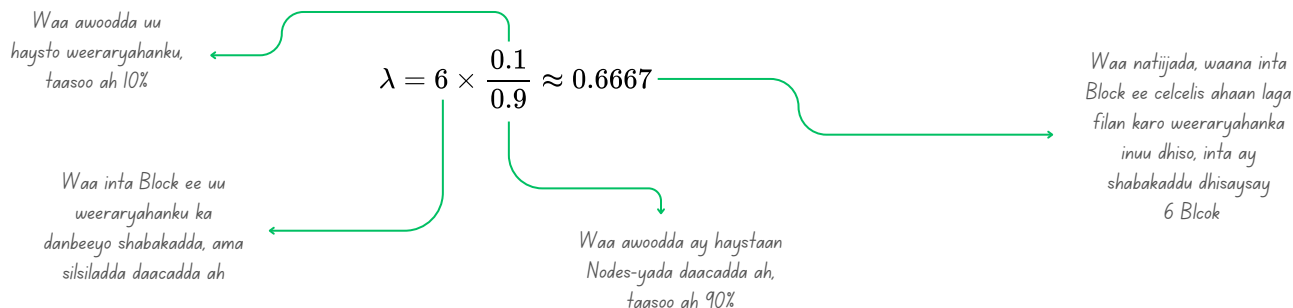 Waa awoodda uu
haysto weeraryahanku,
taasoo ah 10%
λ = 6 × 0.1/0.9 ≈ 0.6667
Waa natiijada, waana inta
Block ee celcelis ahaan laga
filan karo weeraryahanka
inuu dhiso, inta ay
shabakaddu dhisaysay
6 Blcok
Waa inta Block ee uu
weeraryahanku ka
danbeeyo shabakadda, ama
silsiladda daacadda ah
Waa awoodda ay haystaan
Nodes-yada daacadda ah,
taasoo ah 90%